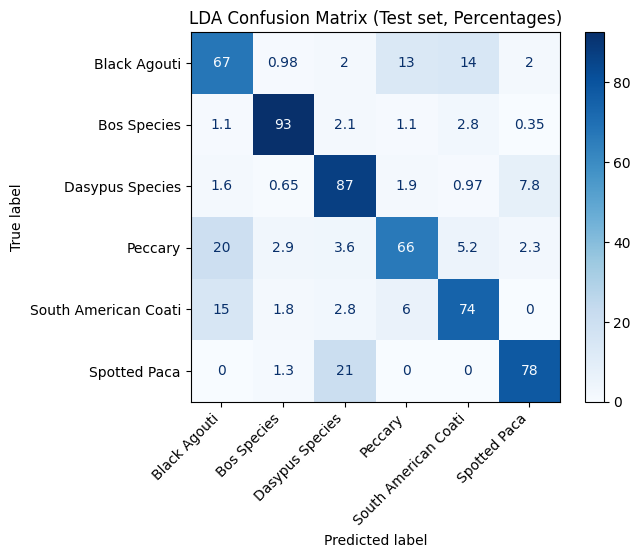 LDA Confusion Matrix (Test set, Percentages)
True label
Black Agouti 67 0.98 2 13 14 2
Bos Species 1.1 93 2.1 1.1 2.8 0.35
Dasypus Species 1.6 0.65 87 1.9 0.97 7.8
Peccary 20 2.9 3.6 66 5.2 2.3
South American Coati 15 1.8 2.8 6 74 0
Spotted Paca 0 1.3 21 0 0 78
Black Agouti
Bos Species
Dasypus Species
Peccary
South American Coati
Spotted Paca
Predicted label
80
60
40
20
0